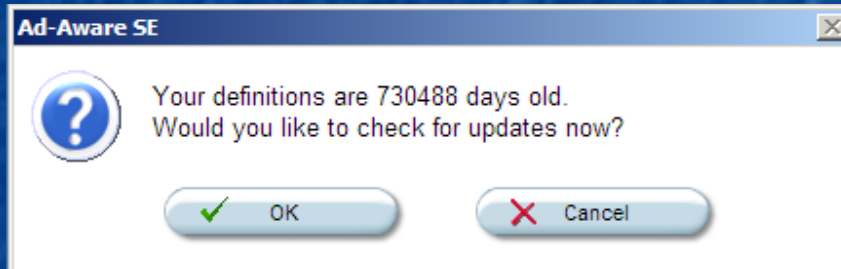 Ad-Aware SE
Your definitions are 730488 days old.
Would you like to check for updates now?
OK
Cancel